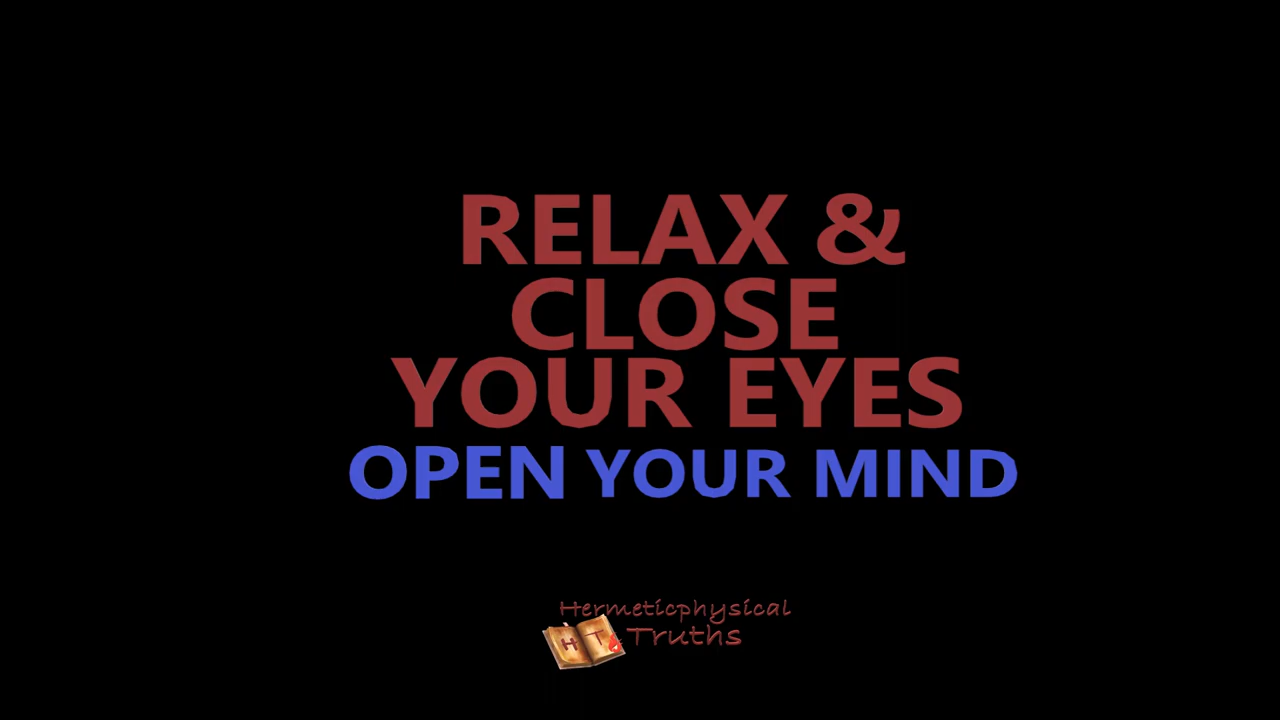 RELAX &
CLOSE
YOUR EYES
OPEN YOUR MIND
Hermeticphysical
H T Truths